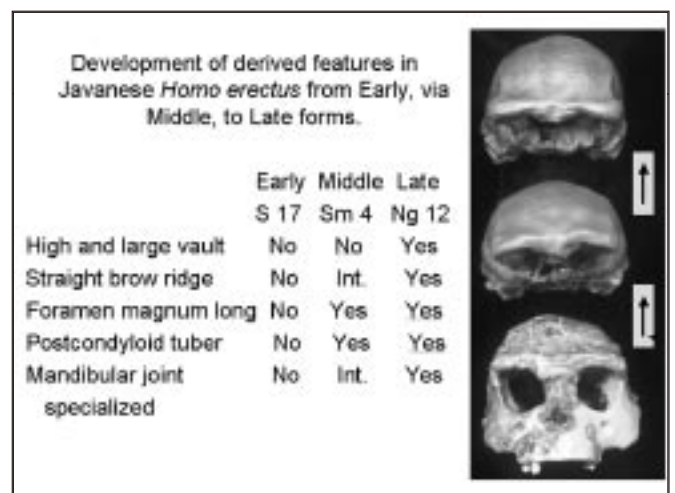 Development of derived features in
Javanese Homo erectus from Early, via
Middle, to Late forms.
Early Middle Late
S 17 Sm 4 Ng 12
High and large vault No No Yes
Straight brow ridge No Int. Yes
Foramen magnum long No Yes Yes
Postcondyloid tuber No Yes Yes
Mandibular joint No Int. Yes
specialized